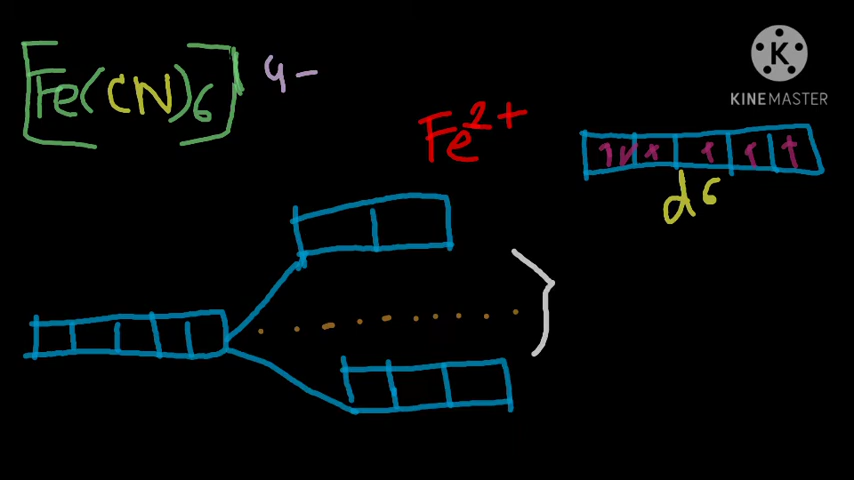 [Fe(CN)6]4-
Fe2+
K
KINEMASTER
d6